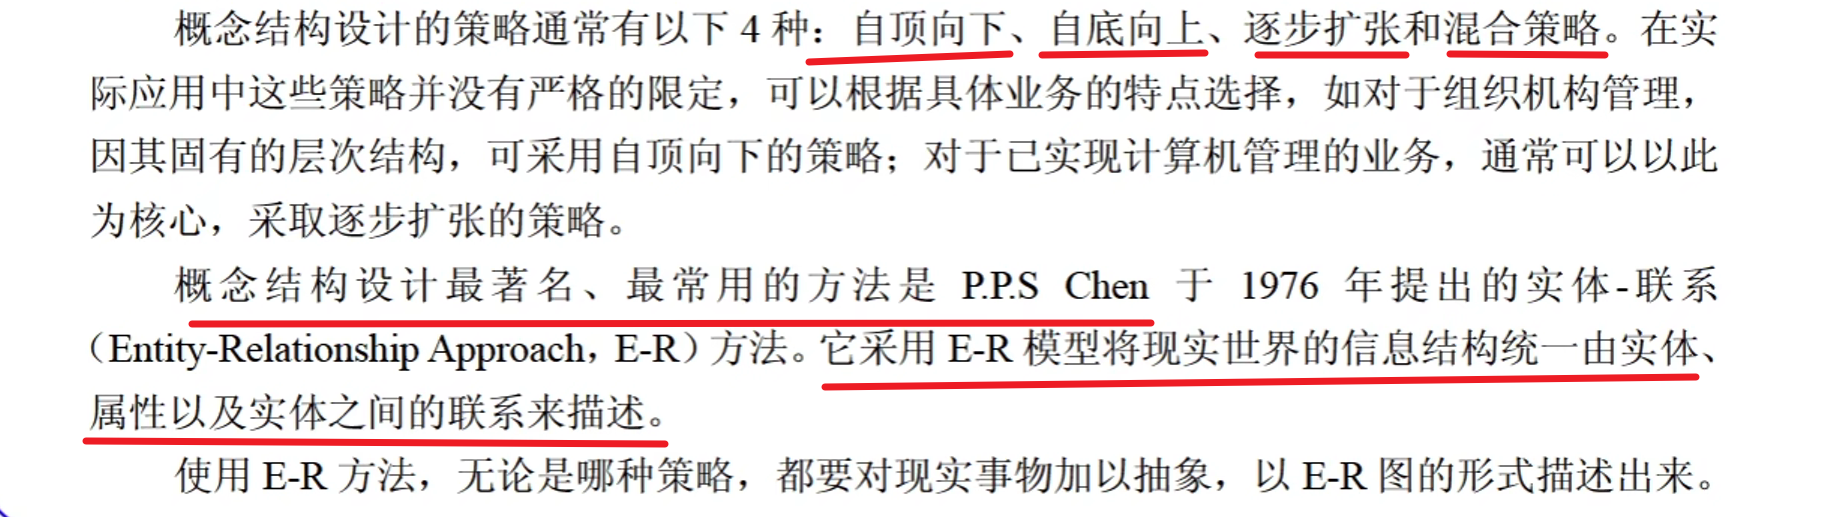 概念结构设计的策略通常有以下 4 种：自顶向下、自底向上、逐步扩张和混合策略。在实
际应用中这些策略并没有严格的限定，可以根据具体业务的特点选择，如对于组织机构管理，
因其固有的层次结构，可采用自顶向下的策略；对于已实现计算机管理的业务，通常可以以此
为核心，采取逐步扩张的策略。
概念结构设计最著名、最常用的方法是 P.P.S Chen 于 1976 年提出的实体-联系
（Entity-Relationship Approach，E-R）方法。它采用 E-R 模型将现实世界的信息结构统一由实体、
属性以及实体之间的联系来描述。
使用 E-R 方法，无论是哪种策略，都要对现实事物加以抽象，以 E-R 图的形式描述出来。